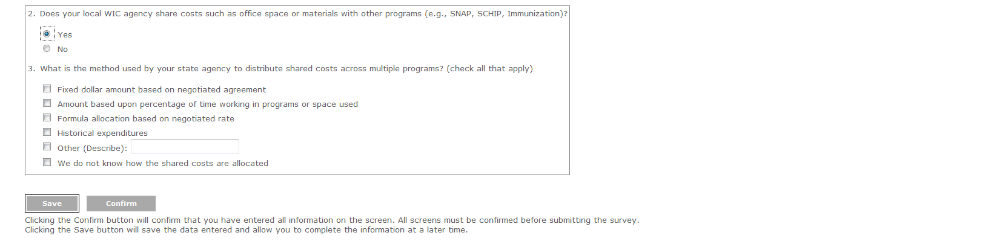 2. Does your local WIC agency share costs such as office space or materials with other programs (e.g., SNAP, SCHIP, Immunization)?
Yes
No
3. What is the method used by your state agency to distribute shared costs across multiple programs? (check all that apply)
Fixed dollar amount based on negotiated agreement
Amount based upon percentage of time working in programs or space used
Formula allocation based on negotiated rate
Historical expenditures
Other (Describe):
We do not know how the shared costs are allocated
Save Confirm
Clicking the Confirm button will confirm that you have entered all information on the screen. All screens must be confirmed before submitting the survey.
Clicking the Save button will save the data entered and allow you to complete the information at a later time.